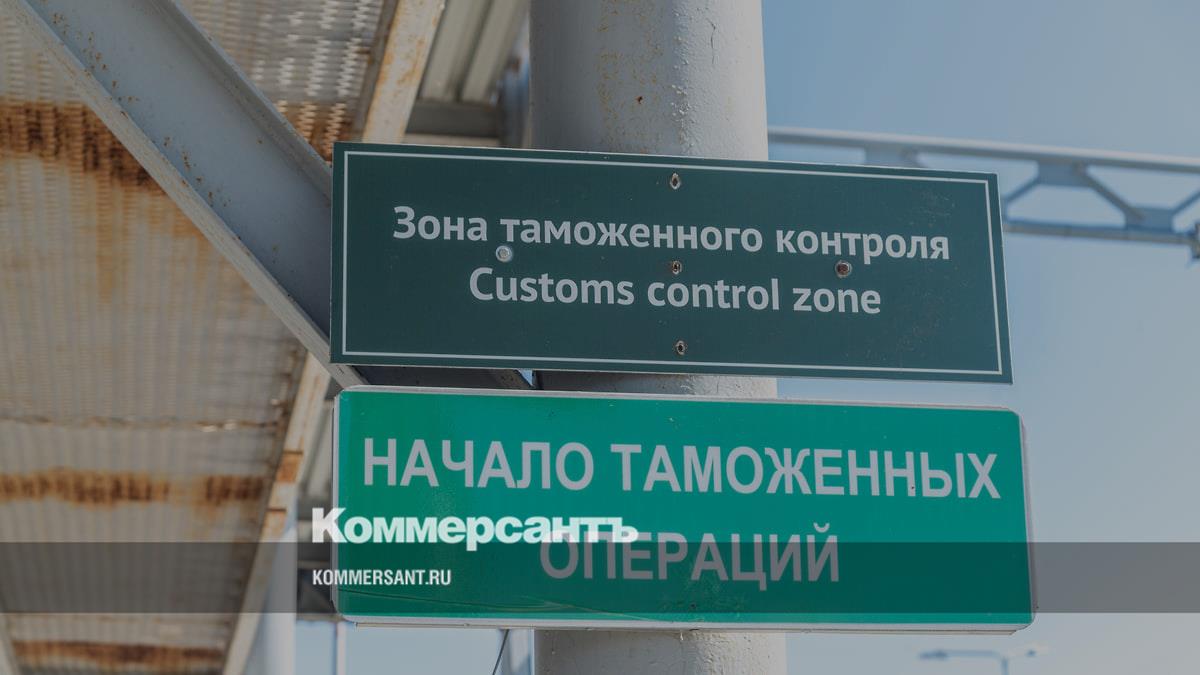 Зона таможенного контроля
Customs control zone
НАЧАЛО ТАМОЖЕННЫХ
ОПЕРАЦИЙ
Коммерсантъ
KOMMERSANT.RU